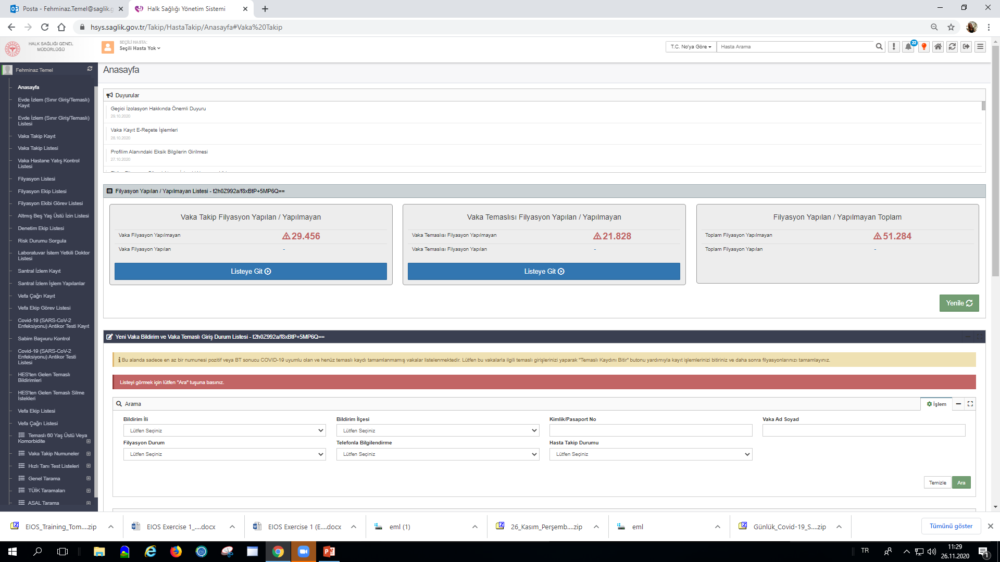 Posta - Fehminaz.Temel@saglik.g
Halk Sağlığı Yönetim Sistemi
hsys.saglik.gov.tr/Takip/HastaTakip/Anasayfa#Vaka%20Takip
HALK SAĞLIĞI GENEL
MÜDÜRLÜĞÜ
SEÇİLİ HASTA:
Seçili Hasta Yok
T.C. No'ya Göre
Hasta Arama
22
Fehminaz Temel
Anasayfa
Evde İzlem (Sınır Giriş/Temaslı)
Kayıt
Evde İzlem (Sınır Giriş/Temaslı)
Listesi
Vaka Takip Kayıt
Vaka Takip Listesi
Vaka Hastane Yatış Kontrol
Listesi
Filyasyon Listesi
Filyasyon Ekip Listesi
Filyasyon Ekibi Görev Listesi
Altmış Beş Yaş Üstü İzin Listesi
Denetim Ekip Listesi
Risk Durumu Sorgula
Laboratuvar İstem Yetkili Doktor
Listesi
Santral İzlem Kayıt
Santral İzlem İşlem Yapılanlar
Vefa Çağrı Kayıt
Vefa Ekip Görev Listesi
Covid-19 (SARS-CoV-2
Enfeksiyonu) Antikor Testi Kayıt
Sabim Başvuru Kontrol
Covid-19 (SARS-CoV-2
Enfeksiyonu) Antikor Testi
Listesi
HES'ten Gelen Temaslı
Bildirimleri
HES'ten Gelen Temaslı Silme
İstekleri
Vefa Ekip Listesi
Vefa Çağrı Listesi
Temaslı 60 Yaş Üstü Veya
Komorbidite
Vaka Takip Numuneler
Hızlı Tanı Test Listeleri
Genel Tarama
TÜİK Taramaları
ASAL Tarama
Anasayfa
Duyurular
Geçici İzolasyon Hakkında Önemli Duyuru
29.10.2020
Vaka Kayıt E-Reçete İşlemleri
28.10.2020
Profilim Alanındaki Eksik Bilgilerin Girilmesi
27.10.2020
Filyasyon Yapılan / Yapılmayan Listesi - t2h0Z992a/f8xBtP+5MP6Q==
Vaka Takip Filyasyon Yapılan / Yapılmayan
Vaka Filyasyon Yapılmayan 29.456
Vaka Filyasyon Yapılan -
Listeye Git
Vaka Temaslısı Filyasyon Yapılan / Yapılmayan
Vaka Temaslısı Filyasyon Yapılmayan 21.828
Vaka Temaslısı Filyasyon Yapılan -
Listeye Git
Filyasyon Yapılan / Yapılmayan Toplam
Toplam Filyasyon Yapılmayan 51.284
Toplam Filyasyon Yapılan -
Yenile
Yeni Vaka Bildirim ve Vaka Temaslı Giriş Durum Listesi - t2h0Z992a/f8xBtP+5MP6Q==
Bu alanda sadece en az bir numunesi pozitif veya BT sonucu COVID-19 uyumlu olan ve henüz temaslı kaydı tamamlanmamış vakalar listelenmektedir. Lütfen bu vakalarla ilgili temaslı girişlerinizi yaparak "Temaslı Kaydını Bitir" butonu yardımıyla kayıt işlemlerinizi bitiriniz ve daha sonra filyasyonlarınızı tamamlayınız.
Listeyi görmek için lütfen "Ara" tuşuna basınız.
Arama
İşlem
Bildirim İli
Lütfen Seçiniz
Bildirim İlçesi
Lütfen Seçiniz
Kimlik/Pasaport No
Vaka Ad Soyad
Filyasyon Durum
Lütfen Seçiniz
Telefonla Bilgilendirme
Lütfen Seçiniz
Hasta Takip Durumu
Lütfen Seçiniz
Temizle
Ara
EIOS_Training_Tom....zip
EIOS Exercise 1_....docx
EIOS Exercise 1 (E....docx
eml (1)
26_Kasım_Perşemb....zip
eml
Günlük_Covid-19_S....zip
Tümünü göster
TR
11:29
26.11.2020
1